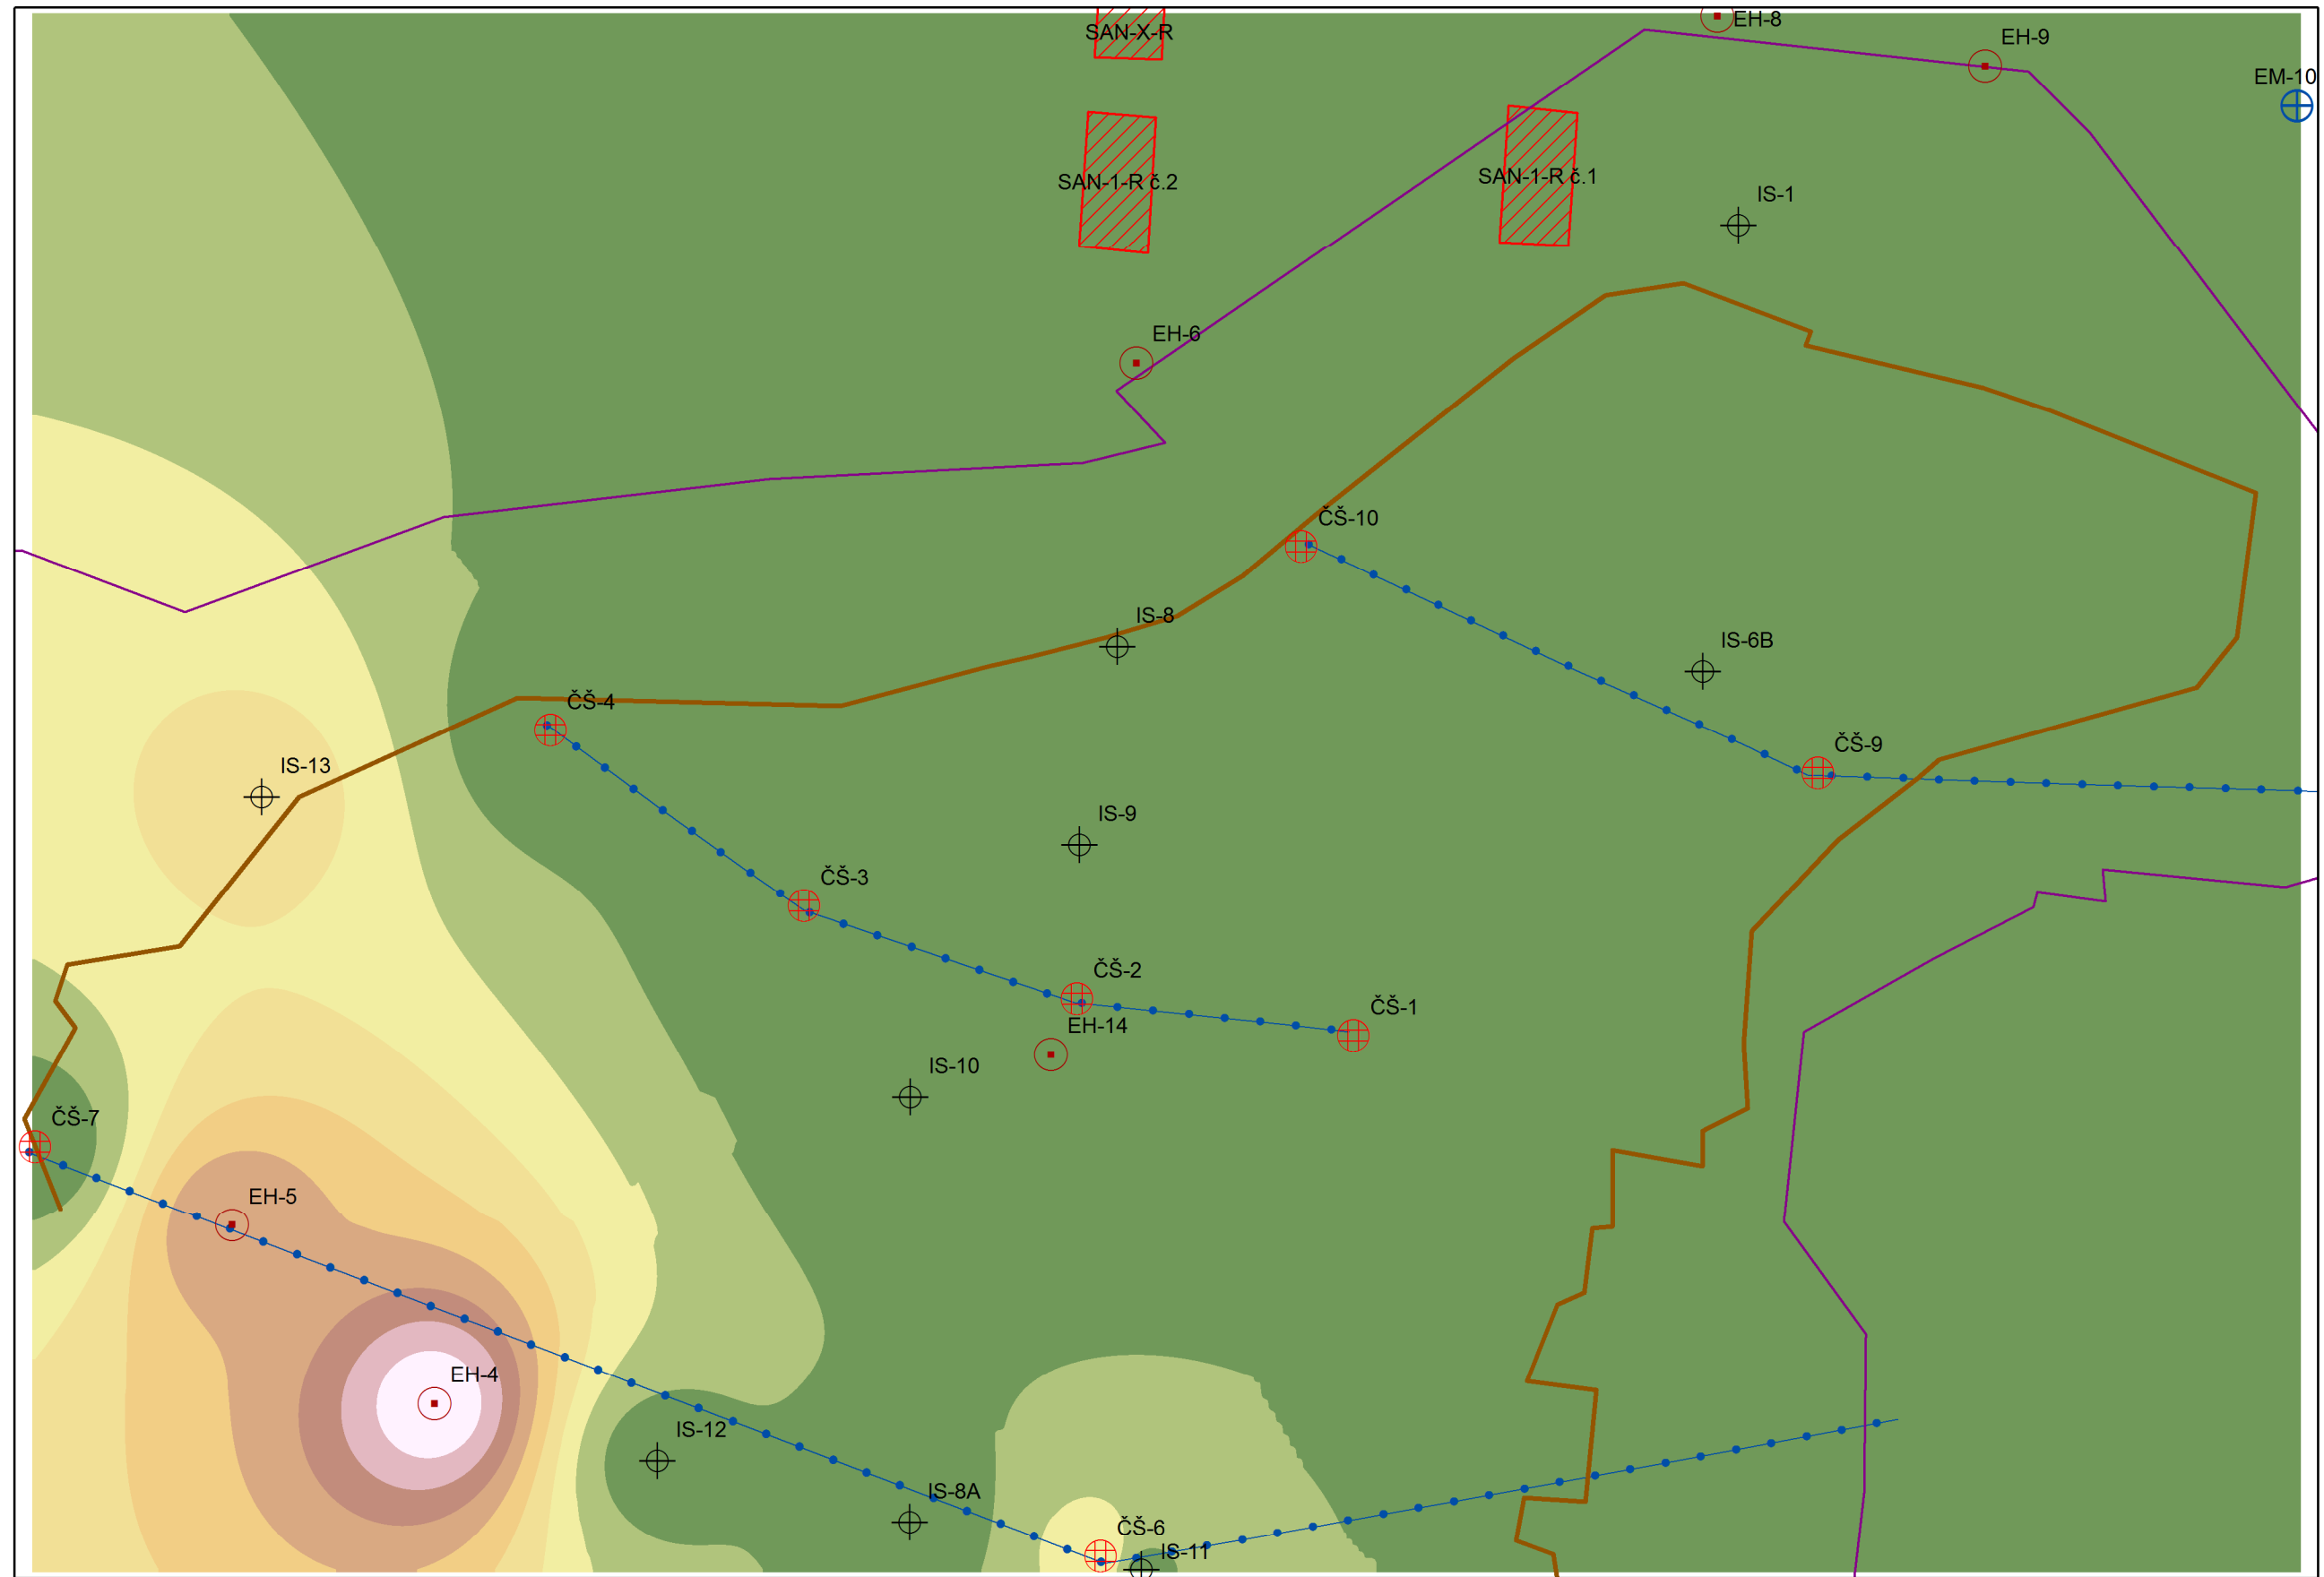 EH-8
SAN-X-R
EH-9
EM-10
SAN-1-R č.2
SAN-1-R č.1
IS-1
EH-6
ČŠ-10
IS-8
IS-6B
ČŠ-4
ČŠ-9
IS-13
IS-9
ČŠ-3
ČŠ-2
ČŠ-1
EH-14
IS-10
ČŠ-7
EH-5
EH-4
IS-12
IS-8A
ČŠ-6
IS-11